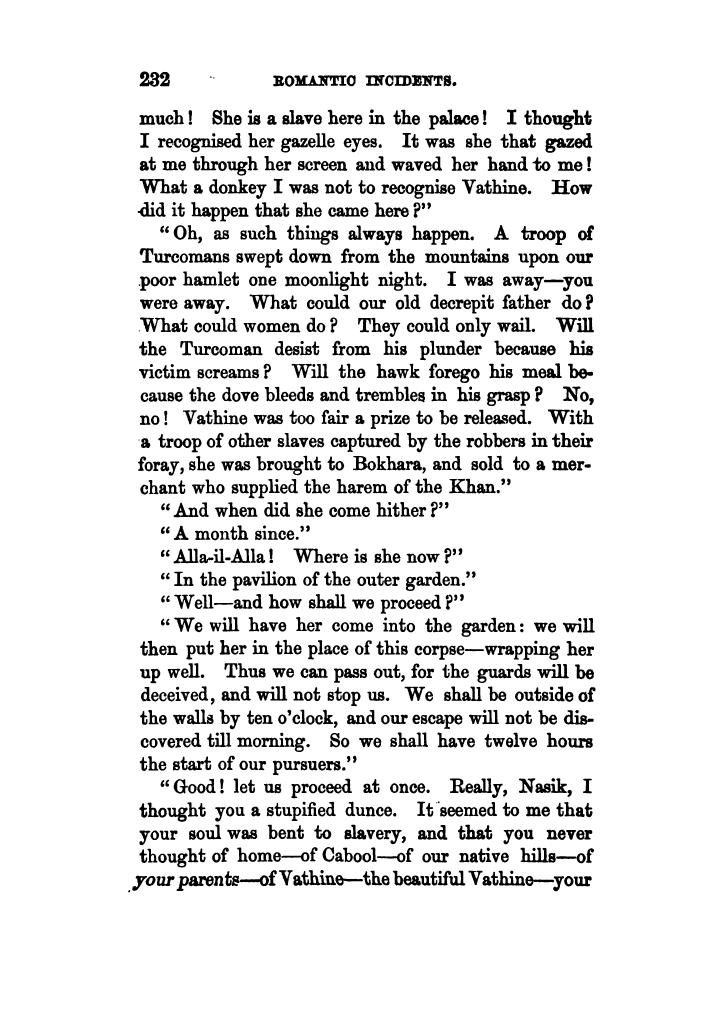 232 ROMANTIC INCIDENTS.
much! She is a slave here in the palace! I thought
I recognised her gazelle eyes. It was she that gazed
at me through her screen and waved her hand to me!
What a donkey I was not to recognise Vathine. How
did it happen that she came here?"
"Oh, as such things always happen. A troop of
Turcomans swept down from the mountains upon our
poor hamlet one moonlight night. I was away—you
were away. What could our old decrepit father do?
What could women do? They could only wail. Will
the Turcoman desist from his plunder because his
victim screams? Will the hawk forego his meal be-
cause the dove bleeds and trembles in his grasp? No,
no! Vathine was too fair a prize to be released. With
a troop of other slaves captured by the robbers in their
foray, she was brought to Bokhara, and sold to a mer-
chant who supplied the harem of the Khan."
"And when did she come hither?"
"A month since."
"Alla-il-Alla! Where is she now?"
"In the pavilion of the outer garden."
"Well—and how shall we proceed?"
"We will have her come into the garden: we will
then put her in the place of this corpse—wrapping her
up well. Thus we can pass out, for the guards will be
deceived, and will not stop us. We shall be outside of
the walls by ten o'clock, and our escape will not be dis-
covered till morning. So we shall have twelve hours
the start of our pursuers."
"Good! let us proceed at once. Really, Nasik, I
thought you a stupified dunce. It seemed to me that
your soul was bent to slavery, and that you never
thought of home—of Cabool—of our native hills—of
your parents—of Vathine—the beautiful Vathine—your